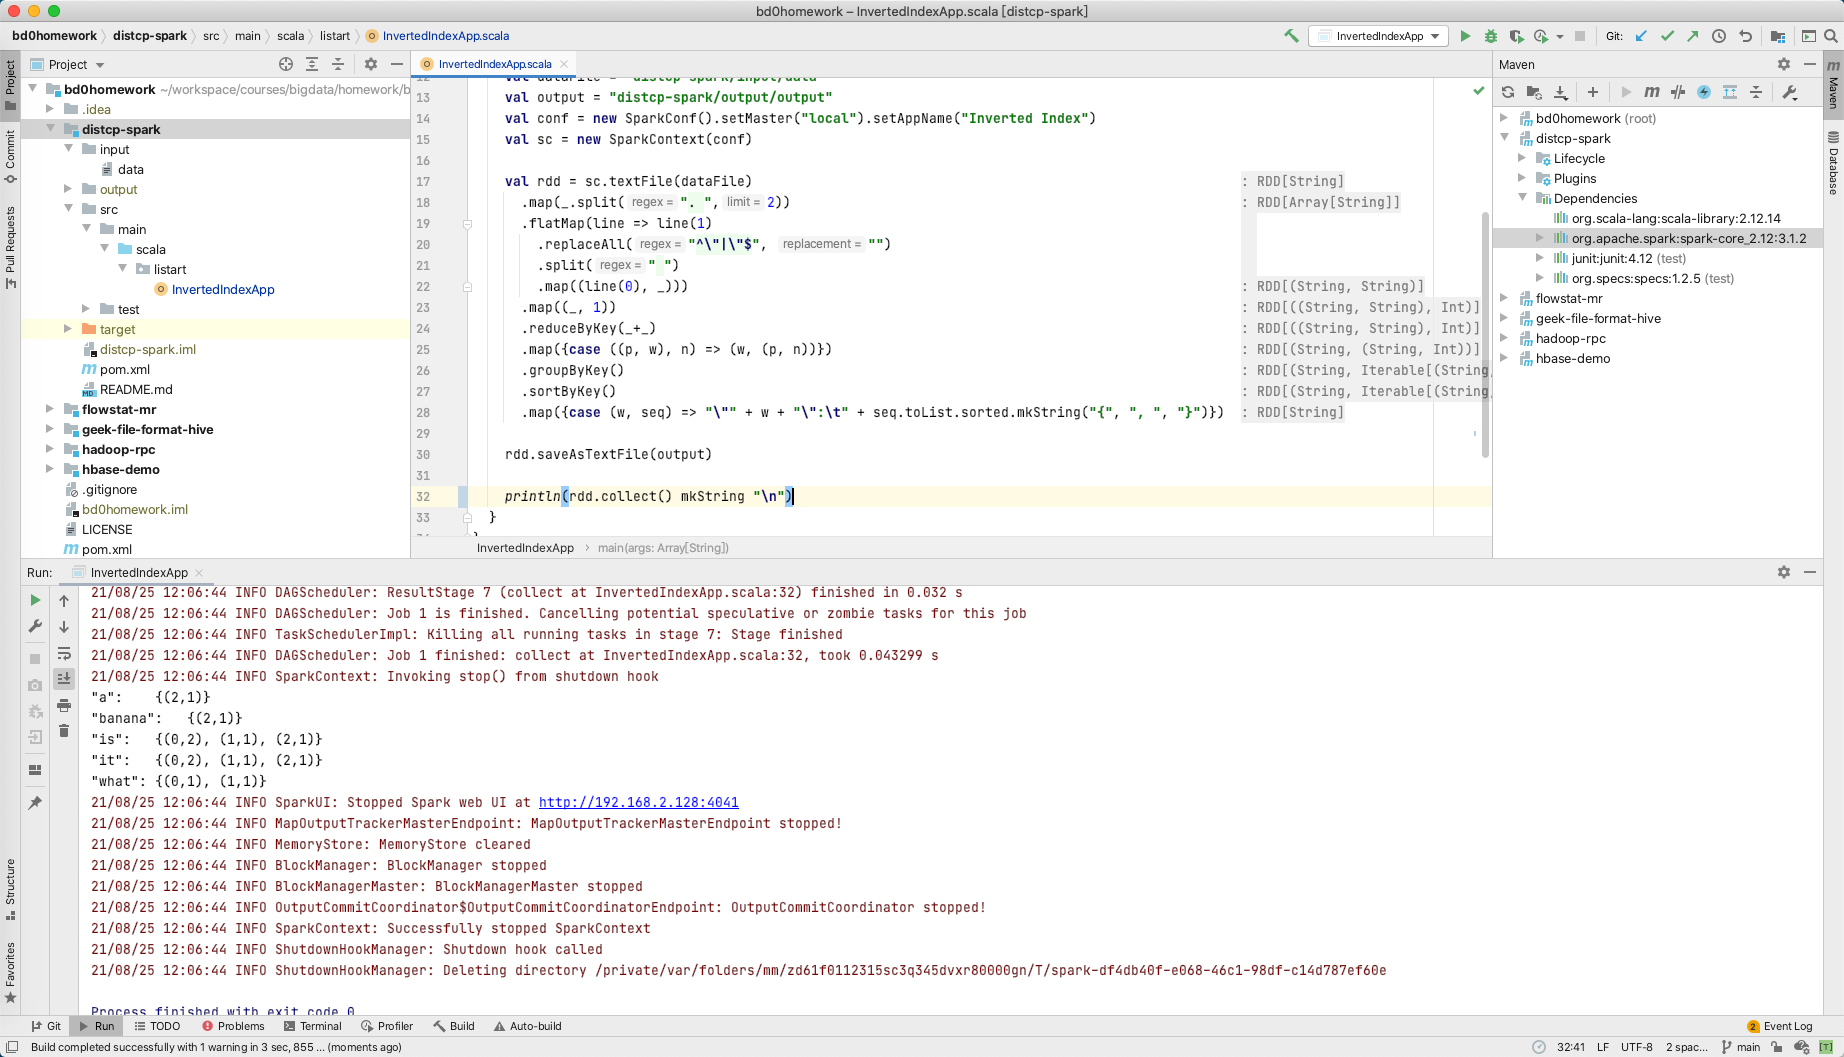 bd0homework – InvertedIndexApp.scala [distcp-spark]
bd0homework distcp-spark src main scala listart InvertedIndexApp.scala
InvertedIndexApp
Git:
Project
InvertedIndexApp.scala
Maven
Project
Commit
Pull Requests
Structure
Favorites
Maven
Database
bd0homework ~/workspace/courses/bigdata/homework/b
.idea
distcp-spark
input
data
output
src
main
scala
listart
InvertedIndexApp
test
target
distcp-spark.iml
pom.xml
README.md
flowstat-mr
geek-file-format-hive
hadoop-rpc
hbase-demo
.gitignore
bd0homework.iml
LICENSE
pom.xml
12 val dataFile = "distcp-spark/input/data"
13 val output = "distcp-spark/output/output"
14 val conf = new SparkConf().setMaster("local").setAppName("Inverted Index")
15 val sc = new SparkContext(conf)
16
17 val rdd = sc.textFile(dataFile) : RDD[String]
18 .map(_.split( regex = ". ", limit = 2)) : RDD[Array[String]]
19 .flatMap(line => line(1)
20 .replaceAll( regex = "^\"|\"$", replacement = "")
21 .split( regex = " ")
22 .map((line(0), _))) : RDD[(String, String)]
23 .map((_, 1)) : RDD[((String, String), Int)]
24 .reduceByKey(_+_) : RDD[((String, String), Int)]
25 .map({case ((p, w), n) => (w, (p, n))}) : RDD[(String, (String, Int))]
26 .groupByKey() : RDD[(String, Iterable[(String,
27 .sortByKey() : RDD[(String, Iterable[(String,
28 .map({case (w, seq) => "\"" + w + "\":\t" + seq.toList.sorted.mkString("{", ", ", "}")}) : RDD[String]
29
30 rdd.saveAsTextFile(output)
31
32 println(rdd.collect() mkString "\n")
33 }
InvertedIndexApp main(args: Array[String])
bd0homework (root)
distcp-spark
Lifecycle
Plugins
Dependencies
org.scala-lang:scala-library:2.12.14
org.apache.spark:spark-core_2.12:3.1.2
junit:junit:4.12 (test)
org.specs:specs:1.2.5 (test)
flowstat-mr
geek-file-format-hive
hadoop-rpc
hbase-demo
Run: InvertedIndexApp
21/08/25 12:06:44 INFO DAGScheduler: ResultStage 7 (collect at InvertedIndexApp.scala:32) finished in 0.032 s
21/08/25 12:06:44 INFO DAGScheduler: Job 1 is finished. Cancelling potential speculative or zombie tasks for this job
21/08/25 12:06:44 INFO TaskSchedulerImpl: Killing all running tasks in stage 7: Stage finished
21/08/25 12:06:44 INFO DAGScheduler: Job 1 finished: collect at InvertedIndexApp.scala:32, took 0.043299 s
21/08/25 12:06:44 INFO SparkContext: Invoking stop() from shutdown hook
"a": {(2,1)}
"banana": {(2,1)}
"is": {(0,2), (1,1), (2,1)}
"it": {(0,2), (1,1), (2,1)}
"what": {(0,1), (1,1)}
21/08/25 12:06:44 INFO SparkUI: Stopped Spark web UI at http://192.168.2.128:4041
21/08/25 12:06:44 INFO MapOutputTrackerMasterEndpoint: MapOutputTrackerMasterEndpoint stopped!
21/08/25 12:06:44 INFO MemoryStore: MemoryStore cleared
21/08/25 12:06:44 INFO BlockManager: BlockManager stopped
21/08/25 12:06:44 INFO BlockManagerMaster: BlockManagerMaster stopped
21/08/25 12:06:44 INFO OutputCommitCoordinator$OutputCommitCoordinatorEndpoint: OutputCommitCoordinator stopped!
21/08/25 12:06:44 INFO SparkContext: Successfully stopped SparkContext
21/08/25 12:06:44 INFO ShutdownHookManager: Shutdown hook called
21/08/25 12:06:44 INFO ShutdownHookManager: Deleting directory /private/var/folders/mm/zd61f0112315sc3q345dvxr80000gn/T/spark-df4db40f-e068-46c1-98df-c14d787ef60e
Process finished with exit code 0
Git Run TODO Problems Terminal Profiler Build Auto-build
2 Event Log
Build completed successfully with 1 warning in 3 sec, 855 ... (moments ago)
32:41 LF UTF-8 2 spac... main